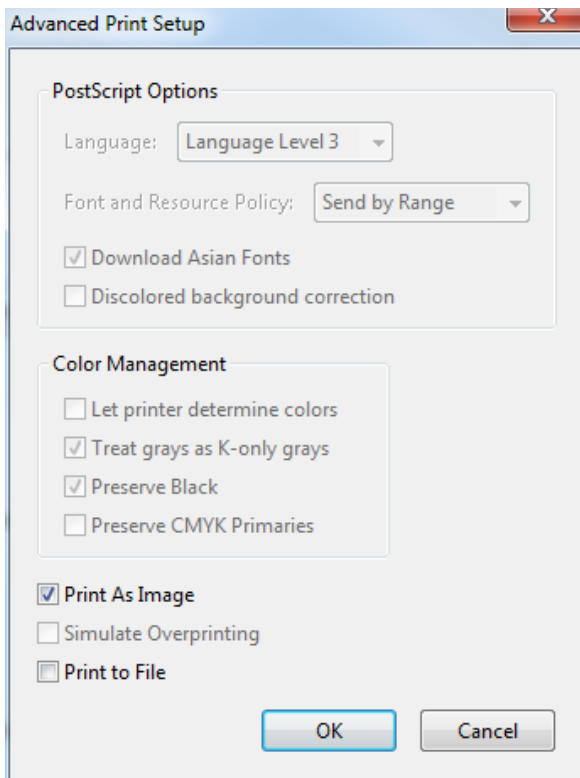 Advanced Print Setup
PostScript Options
Language: Language Level 3
Font and Resource Policy: Send by Range
Download Asian Fonts
Discolored background correction
Color Management
Let printer determine colors
Treat grays as K-only grays
Preserve Black
Preserve CMYK Primaries
Print As Image
Simulate Overprinting
Print to File
OK Cancel